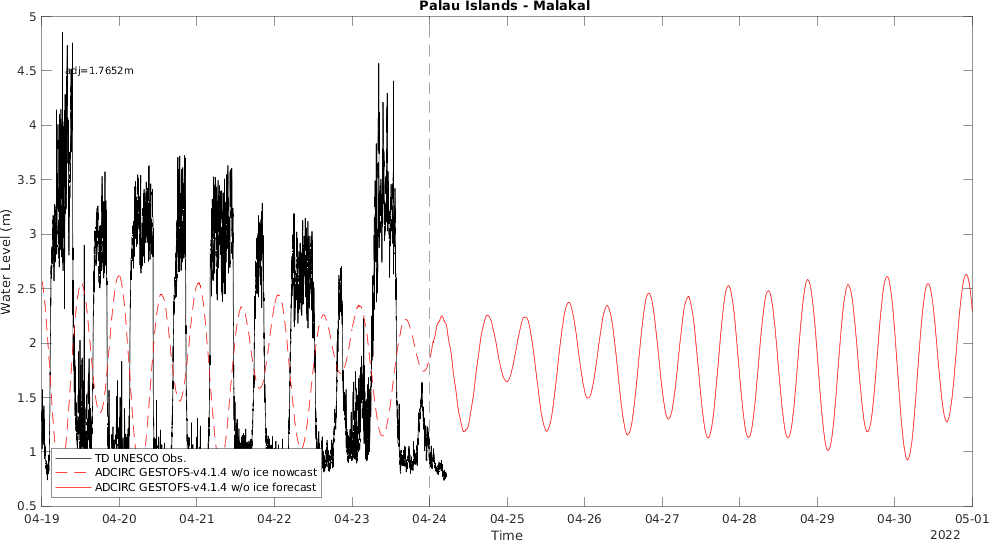 Palau Islands - Malakal
5
4.5
4
3.5
3
2.5
2
1.5
1
0.5
Water Level (m)
adj=1.7652m
TD UNESCO Obs.
ADCIRC GESTOFS-v4.1.4 w/o ice nowcast
ADCIRC GESTOFS-v4.1.4 w/o ice forecast
04-19 04-20 04-21 04-22 04-23 04-24 04-25 04-26 04-27 04-28 04-29 04-30 05-01
Time
2022